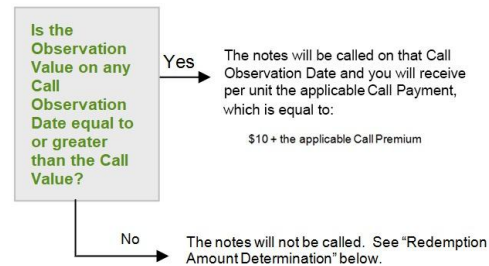 Is the
Observation
Value on any
Call
Observation
Date equal to
or greater
than the Call
Value?
Yes
The notes will be called on that Call
Observation Date and you will receive
per unit the applicable Call Payment,
which is equal to:
$10 + the applicable Call Premium
No
The notes will not be called. See “Redemption
Amount Determination” below.